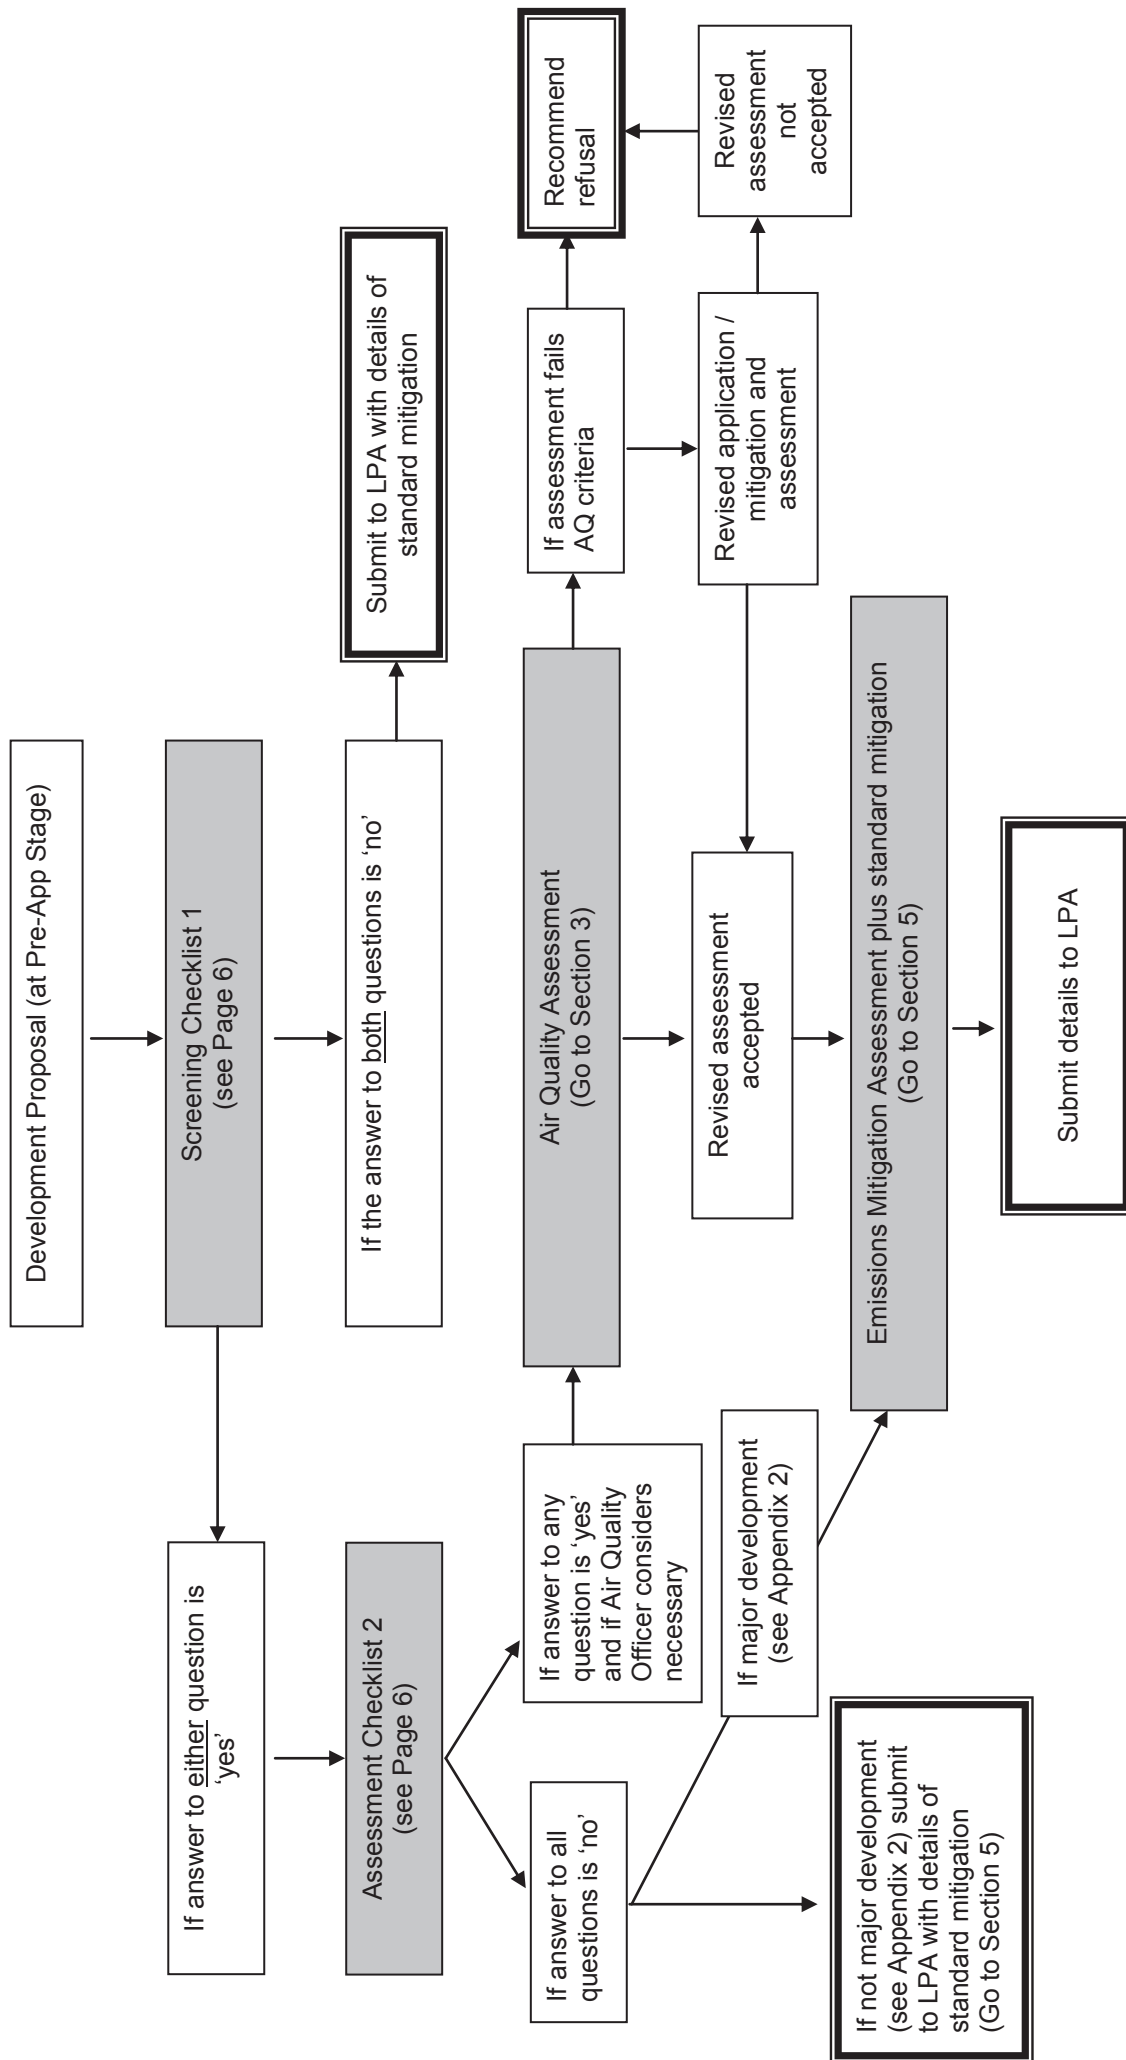 Development Proposal (at Pre-App Stage)
Screening Checklist 1
(see Page 6)
If answer to either question is
‘yes’
If the answer to both questions is ‘no’
Submit to LPA with details of
standard mitigation
Assessment Checklist 2
(see Page 6)
If answer to all
questions is ‘no’
If answer to any
question is ‘yes’
and if Air Quality
Officer considers
necessary
Air Quality Assessment
(Go to Section 3)
If assessment fails
AQ criteria
Recommend
refusal
If major development
(see Appendix 2)
Revised assessment
accepted
Revised application /
mitigation and
assessment
Revised
assessment
not
accepted
If not major development
(see Appendix 2) submit
to LPA with details of
standard mitigation
(Go to Section 5)
Emissions Mitigation Assessment plus standard mitigation
(Go to Section 5)
Submit details to LPA